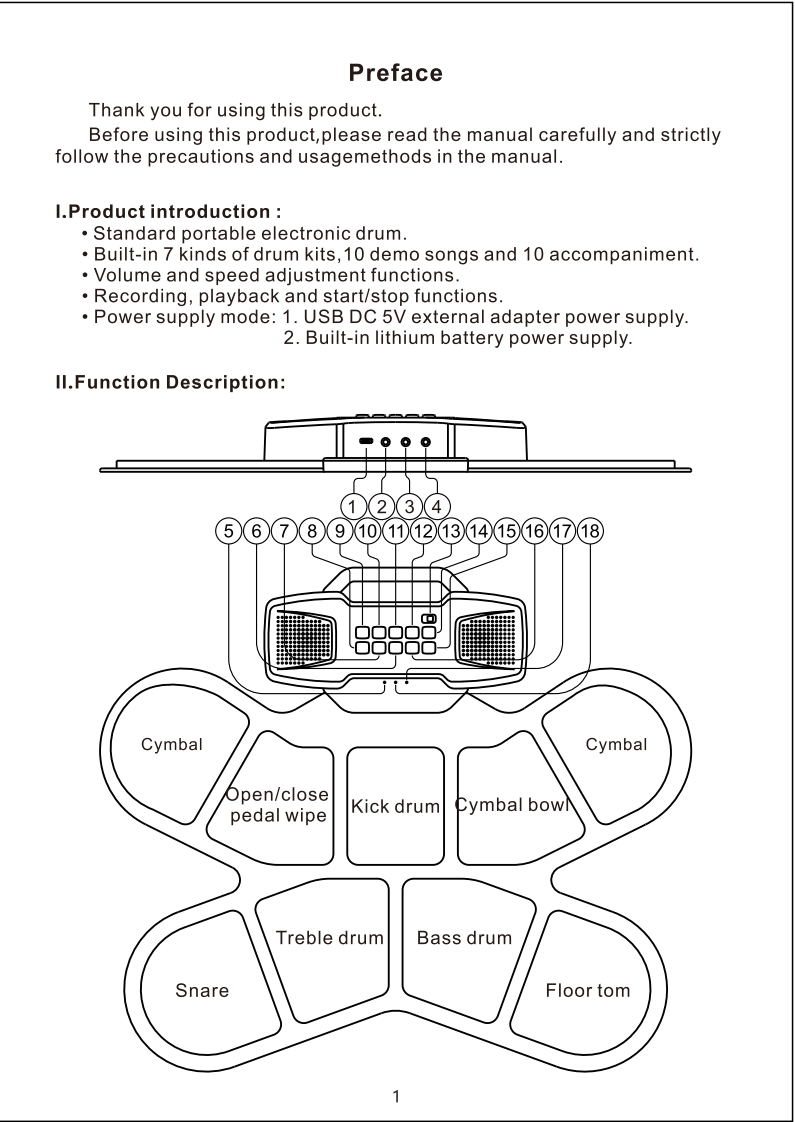 Preface
Thank you for using this product.
Before using this product,please read the manual carefully and strictly
follow the precautions and usagemethods in the manual.
I.Product introduction :
• Standard portable electronic drum.
• Built-in 7 kinds of drum kits,10 demo songs and 10 accompaniment.
• Volume and speed adjustment functions.
• Recording, playback and start/stop functions.
• Power supply mode: 1. USB DC 5V external adapter power supply.
2. Built-in lithium battery power supply.
II.Function Description:
1 2 3 4
5 6 7 8 9 10 11 12 13 14 15 16 17 18
Cymbal
Cymbal
Open/close
pedal wipe
Kick drum
Cymbal bowl
Treble drum
Bass drum
Snare
Floor tom
1